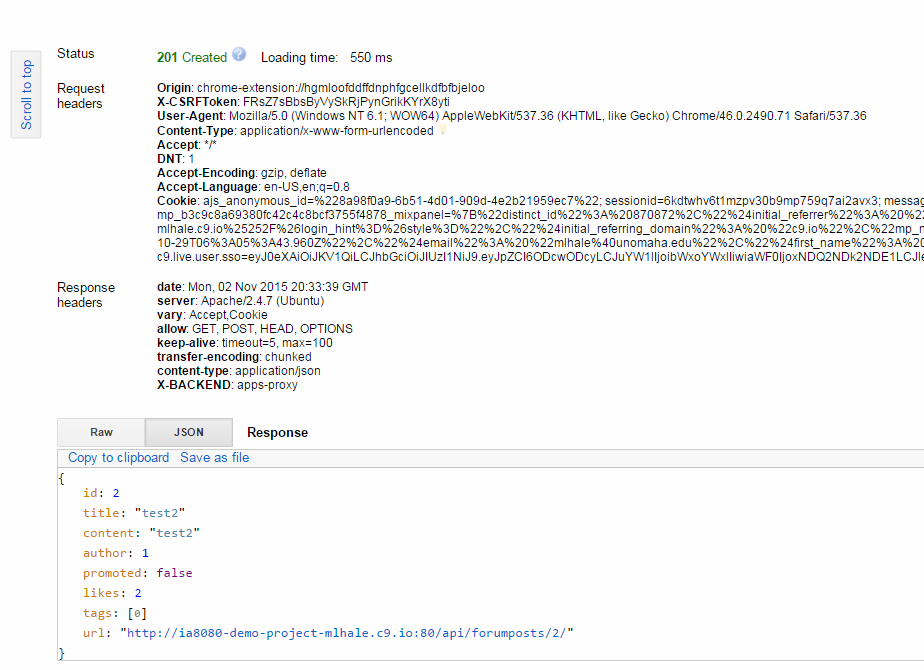 Scroll to top
Status 201 Created Loading time: 550 ms
Request headers
Origin: chrome-extension://hgmloofddffdnphfgcellkdfbfbjeloo
X-CSRFToken: FRsZ7sBbsByVySkRjPynGrikKYrX8yti
User-Agent: Mozilla/5.0 (Windows NT 6.1; WOW64) AppleWebKit/537.36 (KHTML, like Gecko) Chrome/46.0.2490.71 Safari/537.36
Content-Type: application/x-www-form-urlencoded
Accept: */*
DNT: 1
Accept-Encoding: gzip, deflate
Accept-Language: en-US,en;q=0.8
Cookie: ajs_anonymous_id=%228a98f0a9-6b51-4d01-909d-4e2b21959ec7%22; sessionid=6kdtwhv6t1mzpv30b9mp759q7ai2avx3; messag
mp_b3c9c8a69380fc42c4c8bcf3755f4878_mixpanel=%7B%22distinct_id%22%3A%20870872%2C%22%24initial_referrer%22%3A%20%22
mlhale.c9.io%25252F%26login_hint%3D%26style%3D%22%2C%22%24initial_referring_domain%22%3A%20%22c9.io%22%2C%22mp_n
10-29T06%3A05%3A43.960Z%22%2C%22%24email%22%3A%20%22mlhale%40unomaha.edu%22%2C%22%24first_name%22%3A%20
c9.live.user.sso=eyJ0eXAiOiJKV1QiLCJhbGciOiJIUzI1NiJ9.eyJpZCI6ODcwODcyLCJuYW1lIjoibWxoYWxlIiwiaWF0IjoxNDQ2NDk2NDE1LCJle
Response headers
date: Mon, 02 Nov 2015 20:33:39 GMT
server: Apache/2.4.7 (Ubuntu)
vary: Accept,Cookie
allow: GET, POST, HEAD, OPTIONS
keep-alive: timeout=5, max=100
transfer-encoding: chunked
content-type: application/json
X-BACKEND: apps-proxy
Raw JSON Response
Copy to clipboard Save as file
{
id: 2
title: "test2"
content: "test2"
author: 1
promoted: false
likes: 2
tags: [0]
url: "http://ia8080-demo-project-mlhale.c9.io:80/api/forumposts/2/"
}